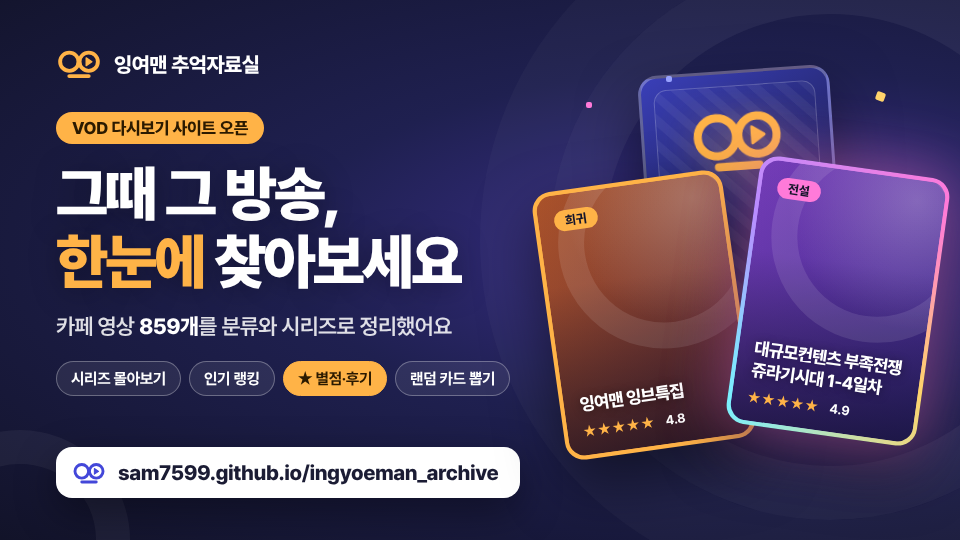 잉여맨 추억자료실
VOD 다시보기 사이트 오픈
그때 그 방송,
한눈에 찾아보세요
카페 영상 859개를 분류와 시리즈로 정리했어요
시리즈 몰아보기
인기 랭킹
★ 별점·후기
랜덤 카드 뽑기
sam7599.github.io/ingyoeman_archive
희귀
잉여맨 잉브특집
★★★★★ 4.8
전설
대규모컨텐츠 부족전쟁
쥬라기시대 1-4일차
★★★★★ 4.9